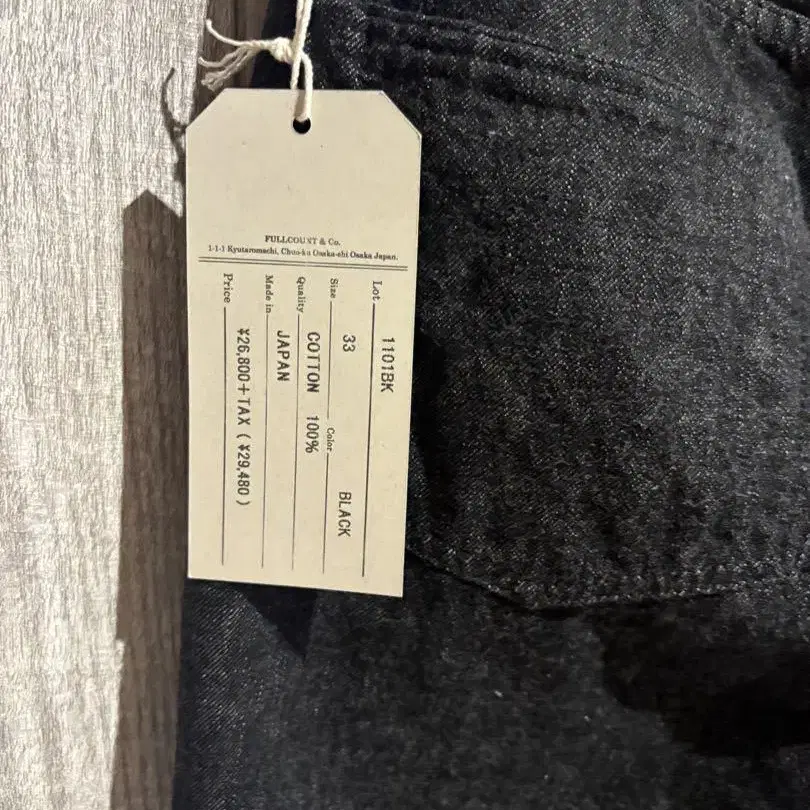 FULLCOUNT & Co.
1-1-1 Kyutaromachi, Chuo-ku Osaka-shi Osaka Japan.
Lot 1101BK
Size 33 Color BLACK
Quality COTTON 100%
Made in JAPAN
Price ¥26,800+TAX (¥29,480)